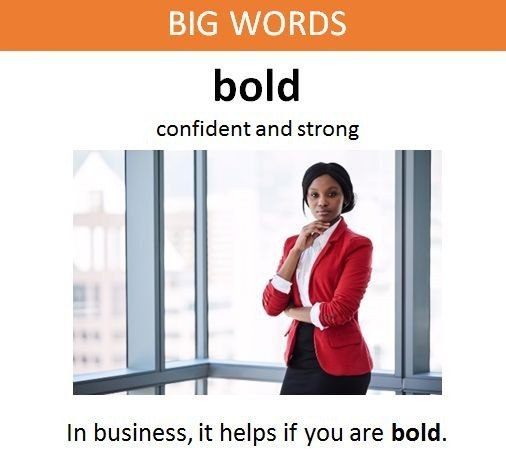 BIG WORDS
bold
confident and strong
In business, it helps if you are bold.